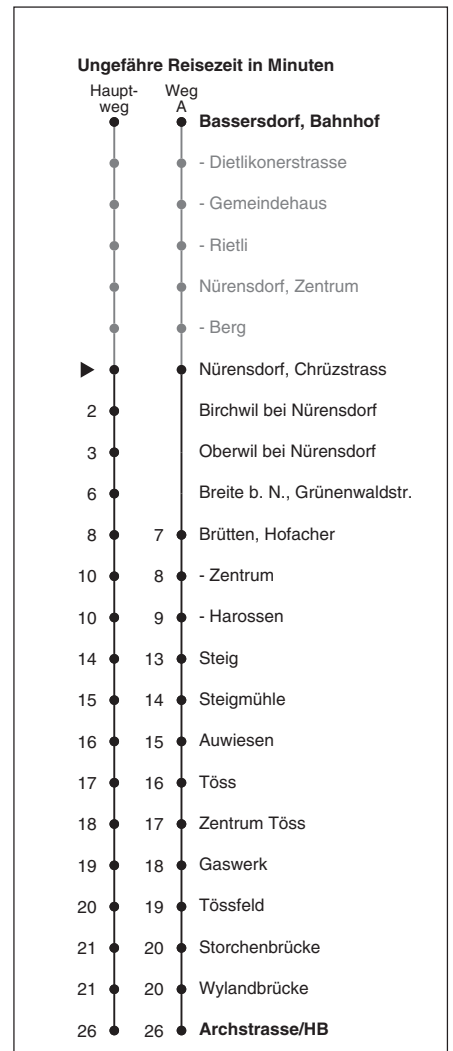 Ungefähre Reisezeit in Minuten
Haupt- Weg
weg A
Bassersdorf, Bahnhof
- Dietlikonerstrasse
- Gemeindehaus
- Rietli
Nürensdorf, Zentrum
- Berg
Nürensdorf, Chrüzstrass
2 Birchwil bei Nürensdorf
3 Oberwil bei Nürensdorf
6 Breite b. N., Grünenwaldstr.
8 7 Brütten, Hofacher
10 8 - Zentrum
10 9 - Harossen
14 13 Steig
15 14 Steigmühle
16 15 Auwiesen
17 16 Töss
18 17 Zentrum Töss
19 18 Gaswerk
20 19 Tössfeld
21 20 Storchenbrücke
21 20 Wylandbrücke
26 26 Archstrasse/HB